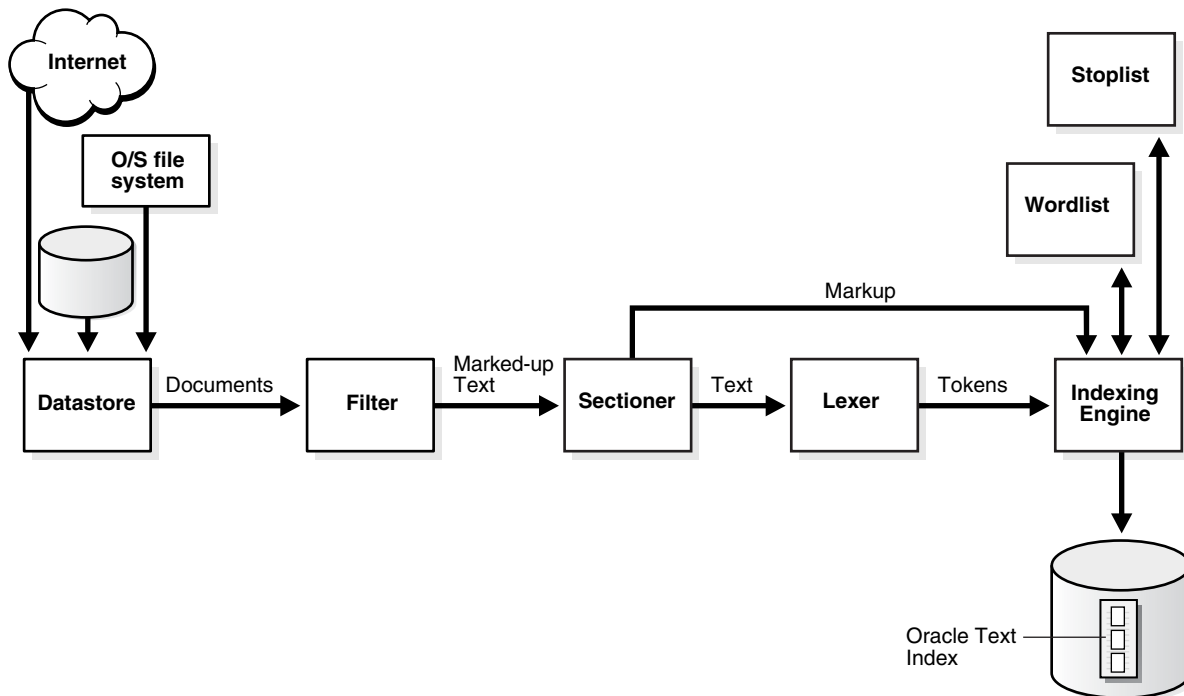 Internet
Stoplist
O/S file
system
Wordlist
Markup
Datastore
Documents
Filter
Marked-up
Text
Sectioner
Text
Lexer
Tokens
Indexing
Engine
Oracle Text
Index